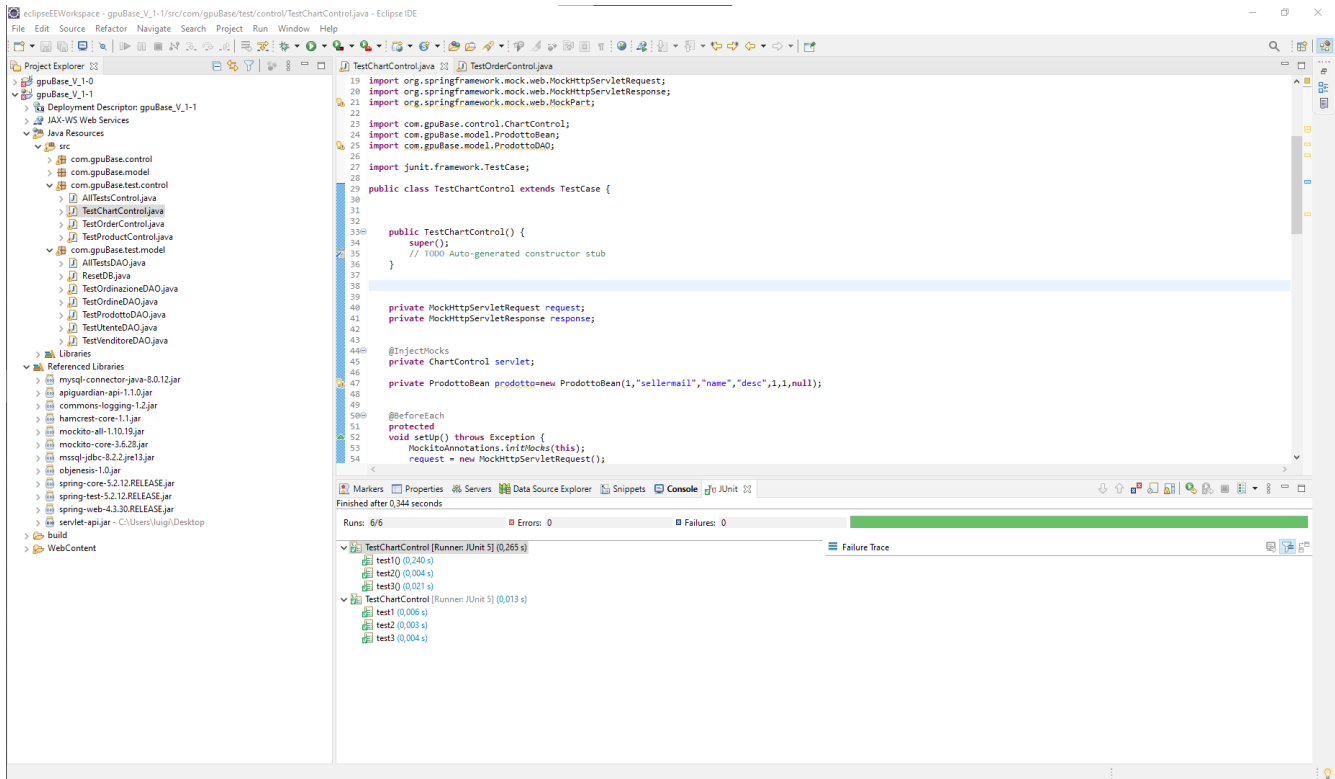 eclipseEEWorkspace - gpuBase_V_1-1/src/com/gpuBase/test/control/TestChartControl.java - Eclipse IDE
File Edit Source Refactor Navigate Search Project Run Window Help
Project Explorer
gpuBase_V_1-0
gpuBase_V_1-1
Deployment Descriptor: gpuBase_V_1-1
JAX-WS Web Services
Java Resources
src
com.gpuBase.control
com.gpuBase.model
com.gpuBase.test.control
AllTestsControl.java
TestChartControl.java
TestOrderControl.java
TestProductControl.java
com.gpuBase.test.model
AllTestsDAO.java
ResetDB.java
TestOrdinazioneDAO.java
TestOrdineDAO.java
TestProdottoDAO.java
TestUtenteDAO.java
TestVenditoreDAO.java
Libraries
Referenced Libraries
mysql-connector-java-8.0.12.jar
apiguardian-api-1.1.0.jar
commons-logging-1.2.jar
hamcrest-core-1.1.jar
mockito-all-1.10.19.jar
mockito-core-3.6.28.jar
mssql-jdbc-8.2.2.jre13.jar
objenesis-1.0.jar
spring-core-5.2.12.RELEASE.jar
spring-test-5.2.12.RELEASE.jar
spring-web-4.3.30.RELEASE.jar
servlet-api.jar - C:\Users\luigi\Desktop
build
WebContent
TestChartControl.java TestOrderControl.java
19 import org.springframework.mock.web.MockHttpServletRequest;
20 import org.springframework.mock.web.MockHttpServletResponse;
21 import org.springframework.mock.web.MockPart;
22
23 import com.gpuBase.control.ChartControl;
24 import com.gpuBase.model.ProdottoBean;
25 import com.gpuBase.model.ProdottoDAO;
26
27 import junit.framework.TestCase;
28
29 public class TestChartControl extends TestCase {
30
31
32
33 public TestChartControl() {
34 super();
35 // TODO Auto-generated constructor stub
36 }
37
38
39
40 private MockHttpServletRequest request;
41 private MockHttpServletResponse response;
42
43
44 @InjectMocks
45 private ChartControl servlet;
46
47 private ProdottoBean prodotto=new ProdottoBean(1,"sellermail","name","desc",1,1,null);
48
49
50 @BeforeEach
51 protected
52 void setUp() throws Exception {
53 MockitoAnnotations.initMocks(this);
54 request = new MockHttpServletRequest();
Markers Properties Servers Data Source Explorer Snippets Console JUnit
Finished after 0,344 seconds
Runs: 6/6 Errors: 0 Failures: 0
TestChartControl [Runner: JUnit 5] (0,265 s)
test1() (0,240 s)
test2() (0,004 s)
test3() (0,021 s)
TestChartControl [Runner: JUnit 5] (0,013 s)
test1 (0,006 s)
test2 (0,003 s)
test3 (0,004 s)
Failure Trace